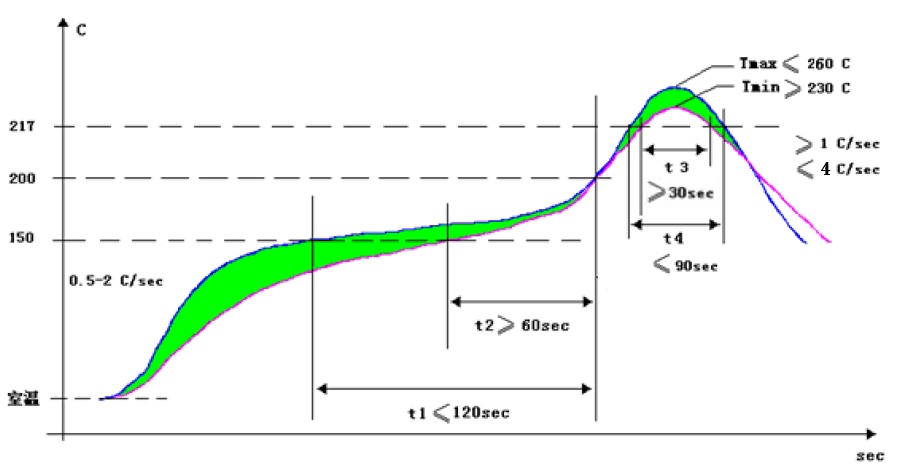 C
Tmax ⩽ 260 C
Tmin ⩾ 230 C
217
⩾ 1 C/sec
⩽ 4 C/sec
t3
⩾30sec
200
t4
⩽ 90sec
150
0.5-2 C/sec
t2⩾ 60sec
室温
t1⩽120sec
sec